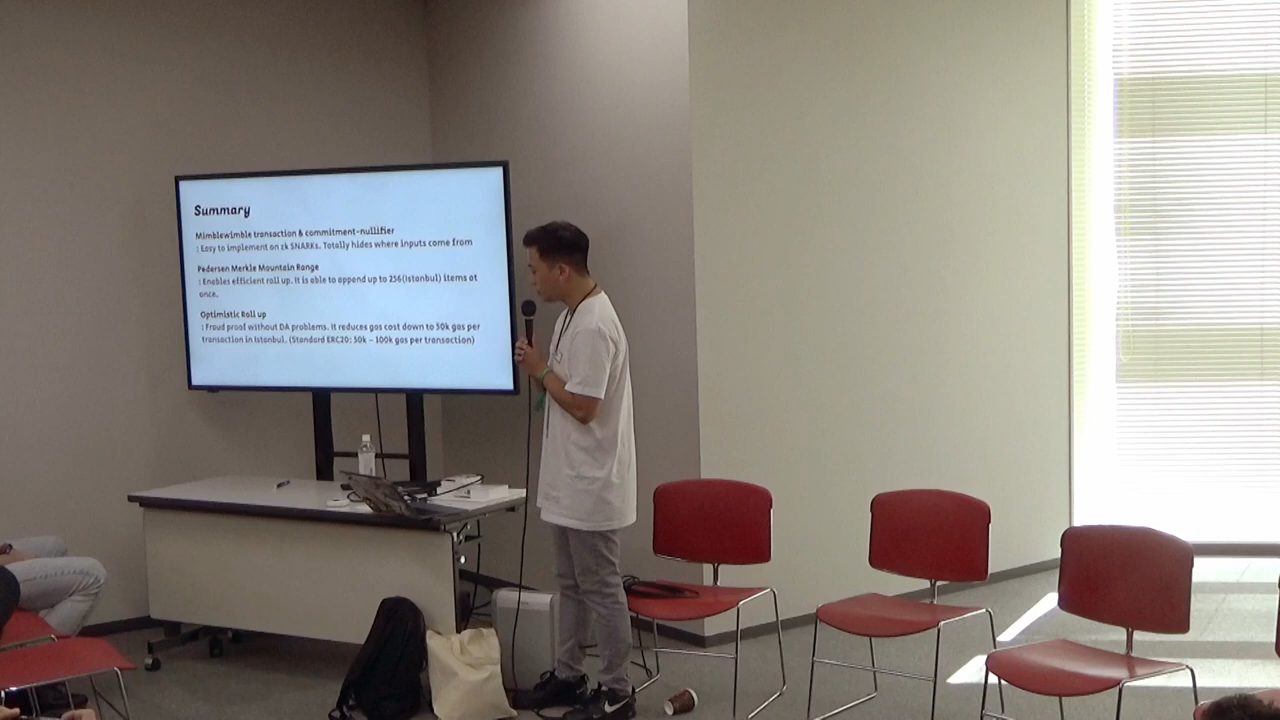 Summary
Mimblewimble transaction & commitment-nullifier
: Easy to implement on zk SNARKs. Totally hides where inputs come from
Pedersen Merkle Mountain Range
: Enables efficient roll up. It is able to append up to 256(Istanbul) items at
once.
Optimistic Roll up
: Fraud proof without DA problems. It reduces gas cost down to 50k gas per
transaction in Istanbul. (Standard ERC20: 50k ~ 100k gas per transaction)